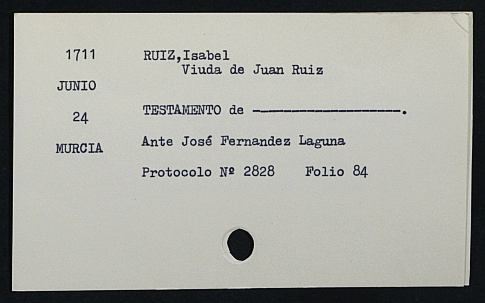 1711 RUIZ,Isabel
Viuda de Juan Ruiz
JUNIO
24 TESTAMENTO de --------------------.
MURCIA Ante José Fernandez Laguna
Protocolo Nº 2828 Folio 84